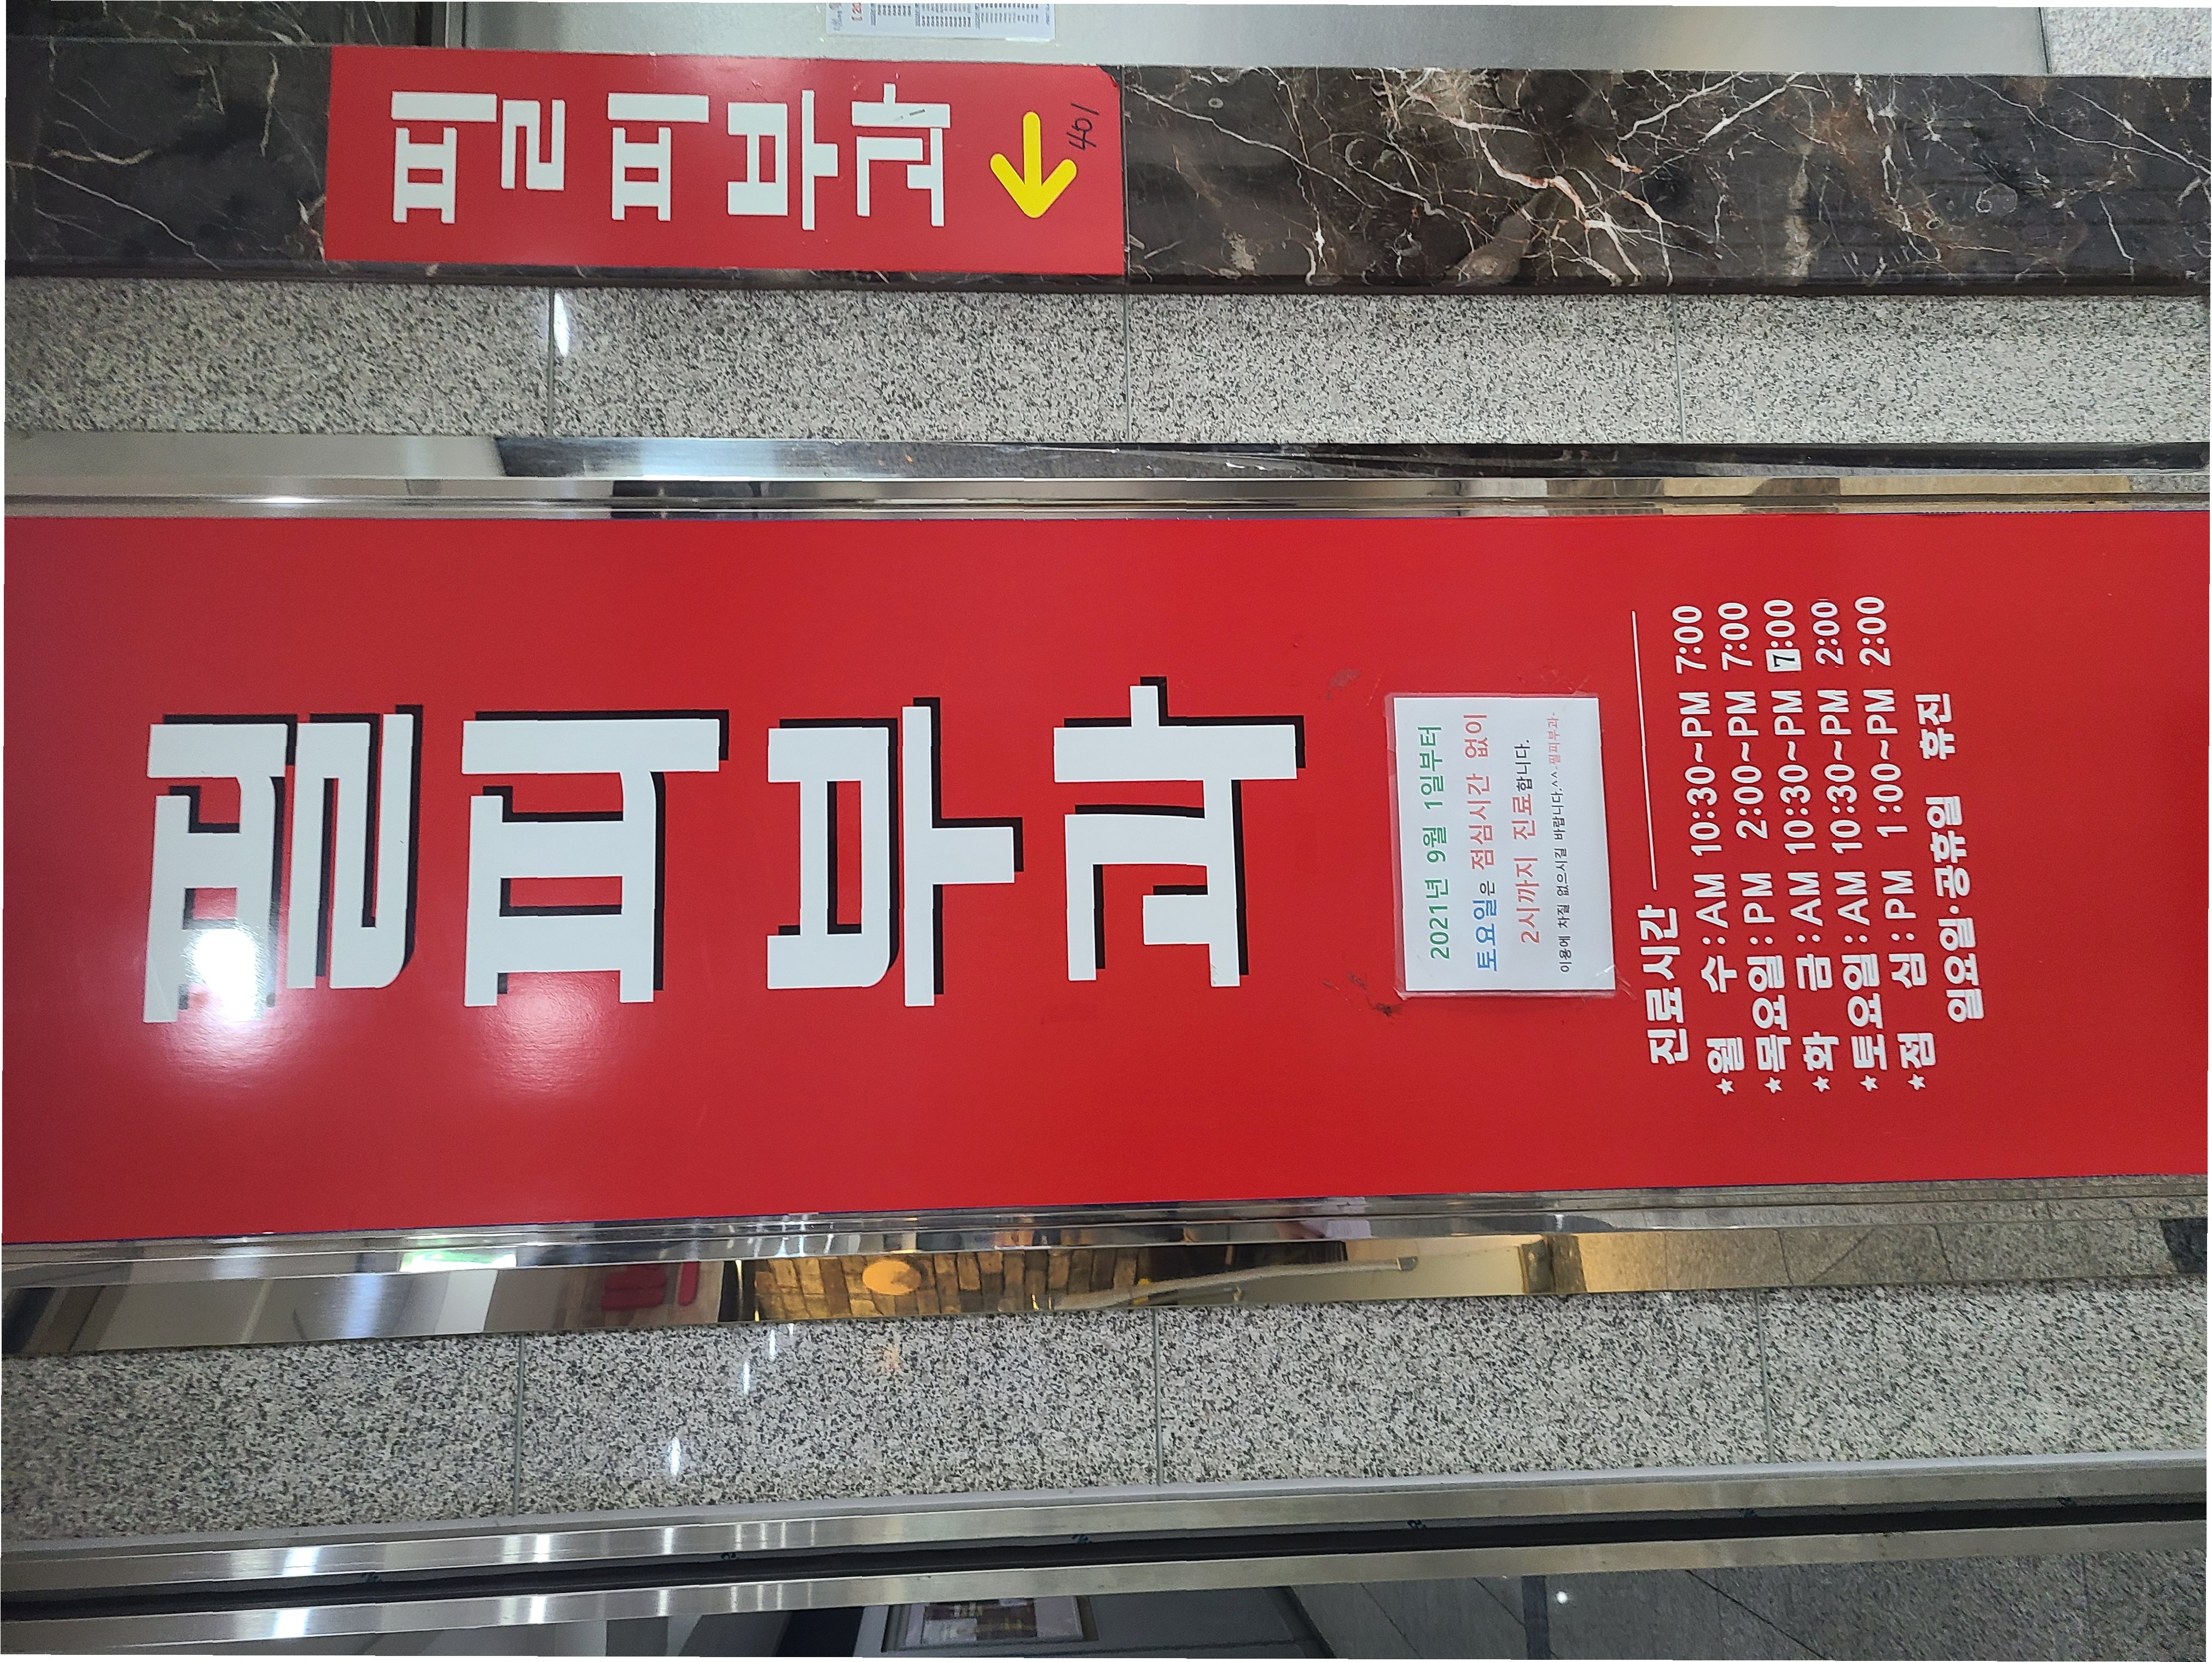 필피부과
401
필피부과
2021년 9월 1일부터
토요일은 점심시간 없이
2시까지 진료합니다.
이용에 차질 없으시길 바랍니다.^^-필피부과-
진료시간
★월 수 : AM 10:30~PM 7:00
★목요일 : PM 2:00~PM 7:00
★화 금 : AM 10:30~PM 7:00
★토요일 : AM 10:30~PM 2:00
★점 심 : PM 1:00~PM 2:00
일요일·공휴일 휴진